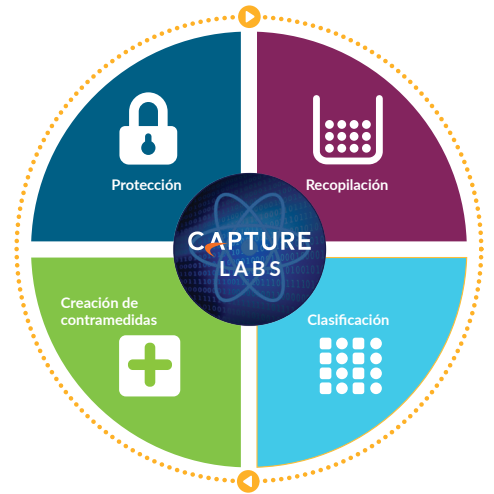 Protección
Recopilación
CAPTURE
LABS
Creación de
contramedidas
Clasificación